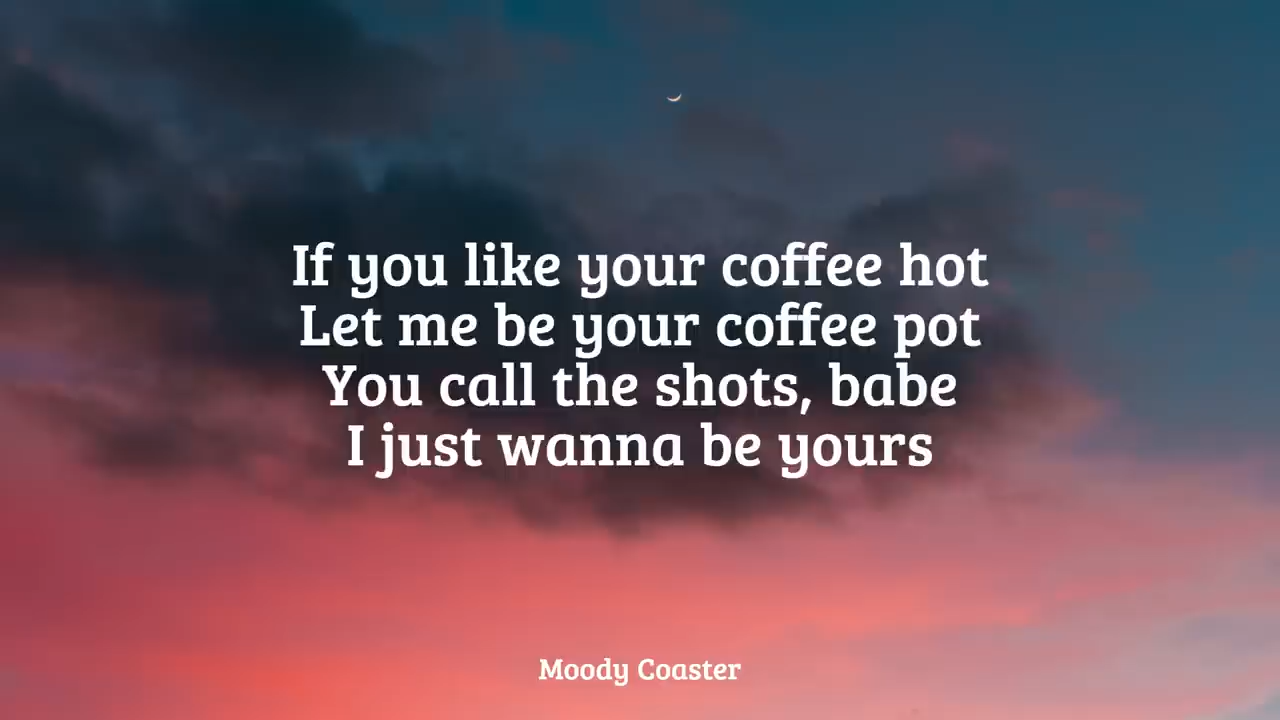 If you like your coffee hot
Let me be your coffee pot
You call the shots, babe
I just wanna be yours
Moody Coaster